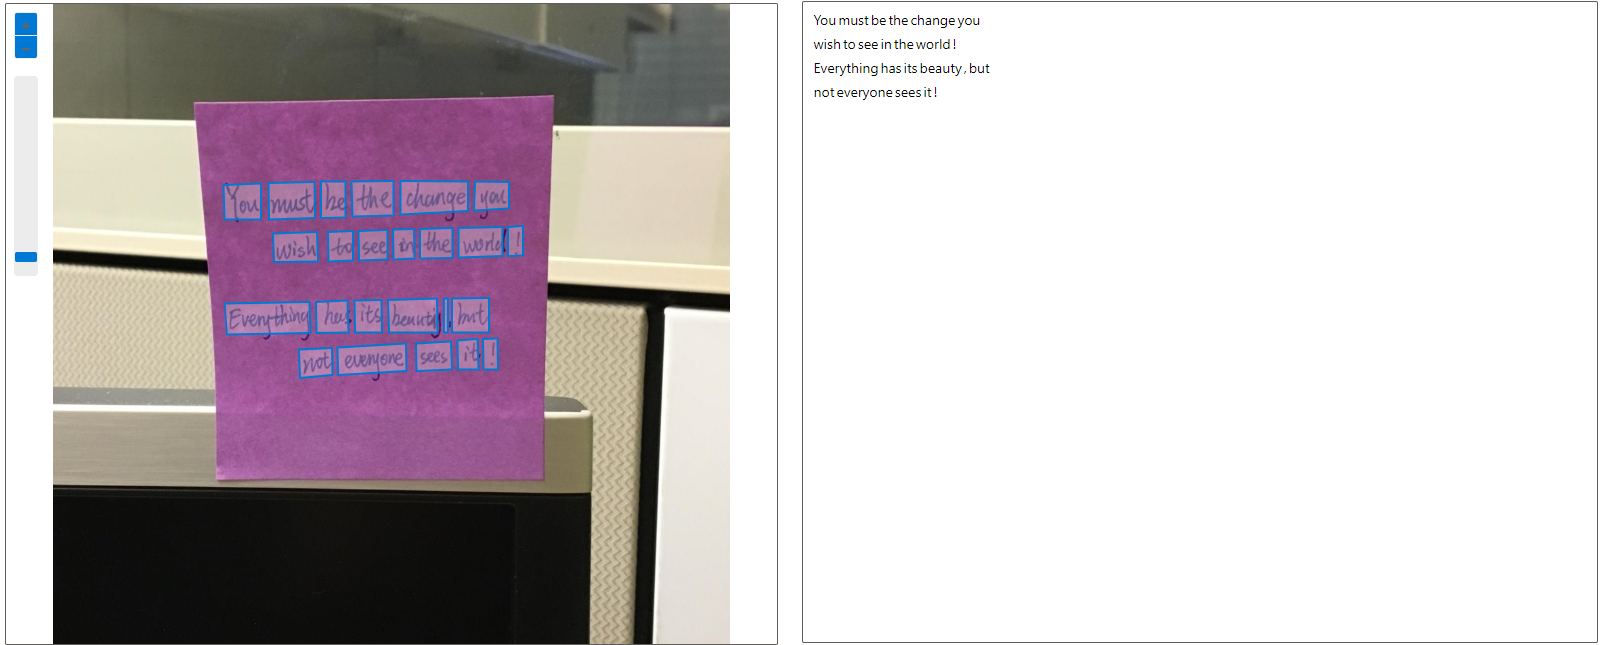 You must be the change you
wish to see in the world !
Everything has its beauty , but
not everyone sees it !
You must be the change you
wish to see in the world !
Everything has its beauty , but
not everyone sees it !